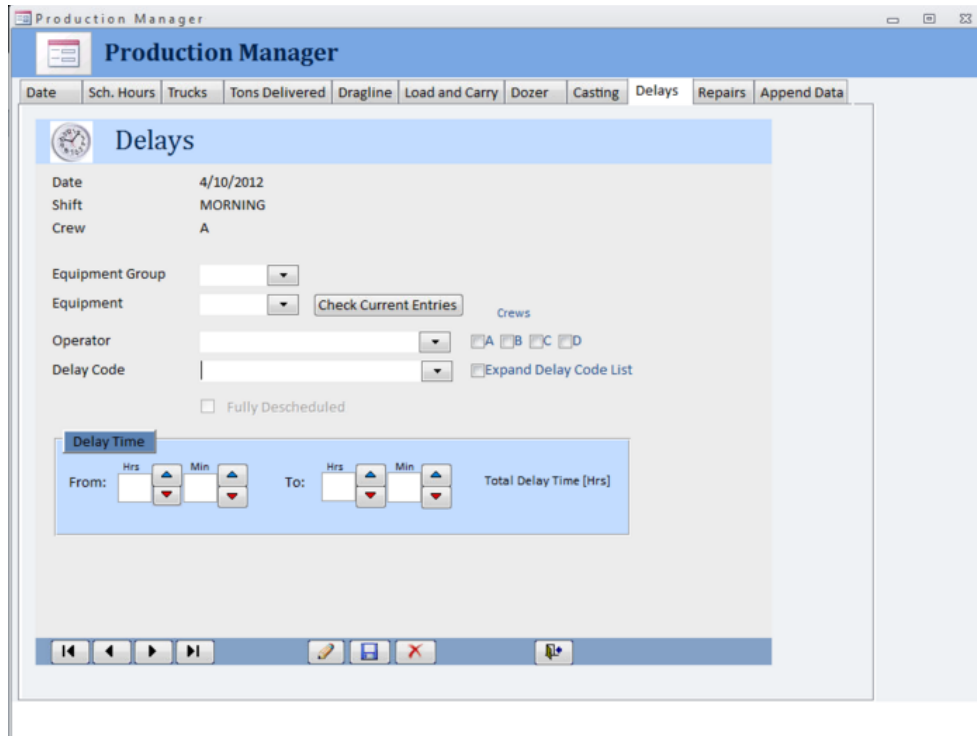 Production Manager
Production Manager
Date Sch. Hours Trucks Tons Delivered Dragline Load and Carry Dozer Casting Delays Repairs Append Data
Delays
Date 4/10/2012
Shift MORNING
Crew A
Equipment Group
Equipment Check Current Entries
Crews
Operator A B C D
Delay Code Expand Delay Code List
Fully Descheduled
Delay Time
Hrs Min Hrs Min
From: To: Total Delay Time [Hrs]